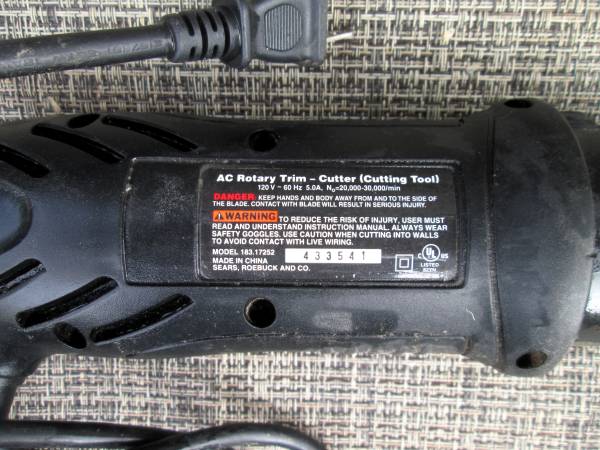 AC Rotary Trim - Cutter (Cutting Tool)
120 V ~ 60 Hz 5.0A, N₀=20,000-30,000/min
DANGER: KEEP HANDS AND BODY AWAY FROM AND TO THE SIDE OF
THE BLADE. CONTACT WITH BLADE WILL RESULT IN SERIOUS INJURY.
⚠WARNING TO REDUCE THE RISK OF INJURY, USER MUST
READ AND UNDERSTAND INSTRUCTION MANUAL. ALWAYS WEAR
SAFETY GOGGLES. USE CAUTION WHEN CUTTING INTO WALLS
TO AVOID CONTACT WITH LIVE WIRING.
MODEL 183.17252
MADE IN CHINA
SEARS, ROEBUCK AND CO.
433541
C UL US
LISTED